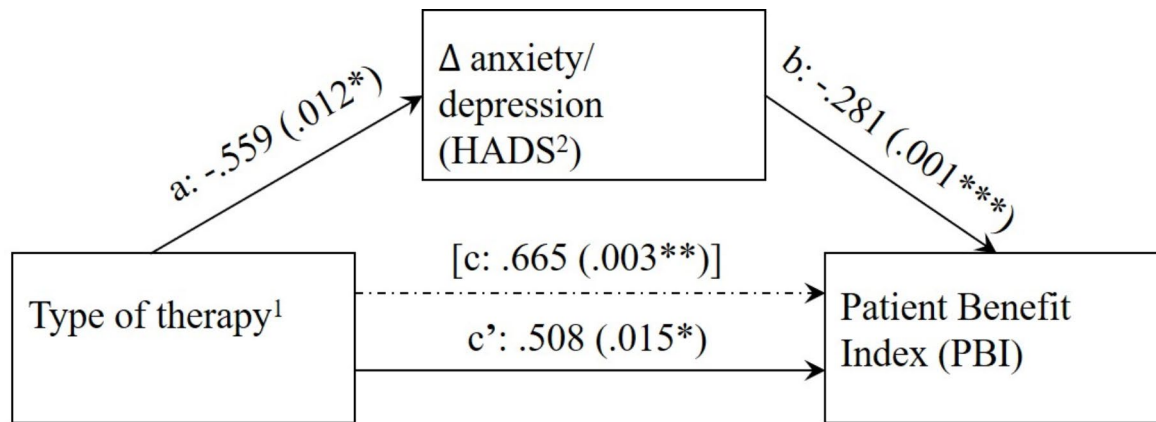 Δ anxiety/
depression
(HADS²)
a: -.559 (.012*)
b: -.281 (.001***)
[c: .665 (.003**)]
c’: .508 (.015*)
Type of therapy¹
Patient Benefit
Index (PBI)